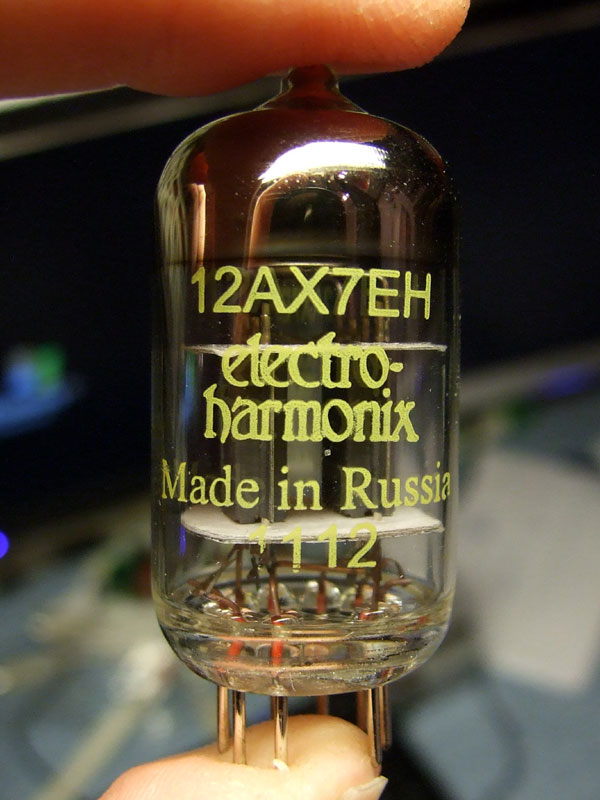 12AX7EH
electro-
harmonix
Made in Russia
1112